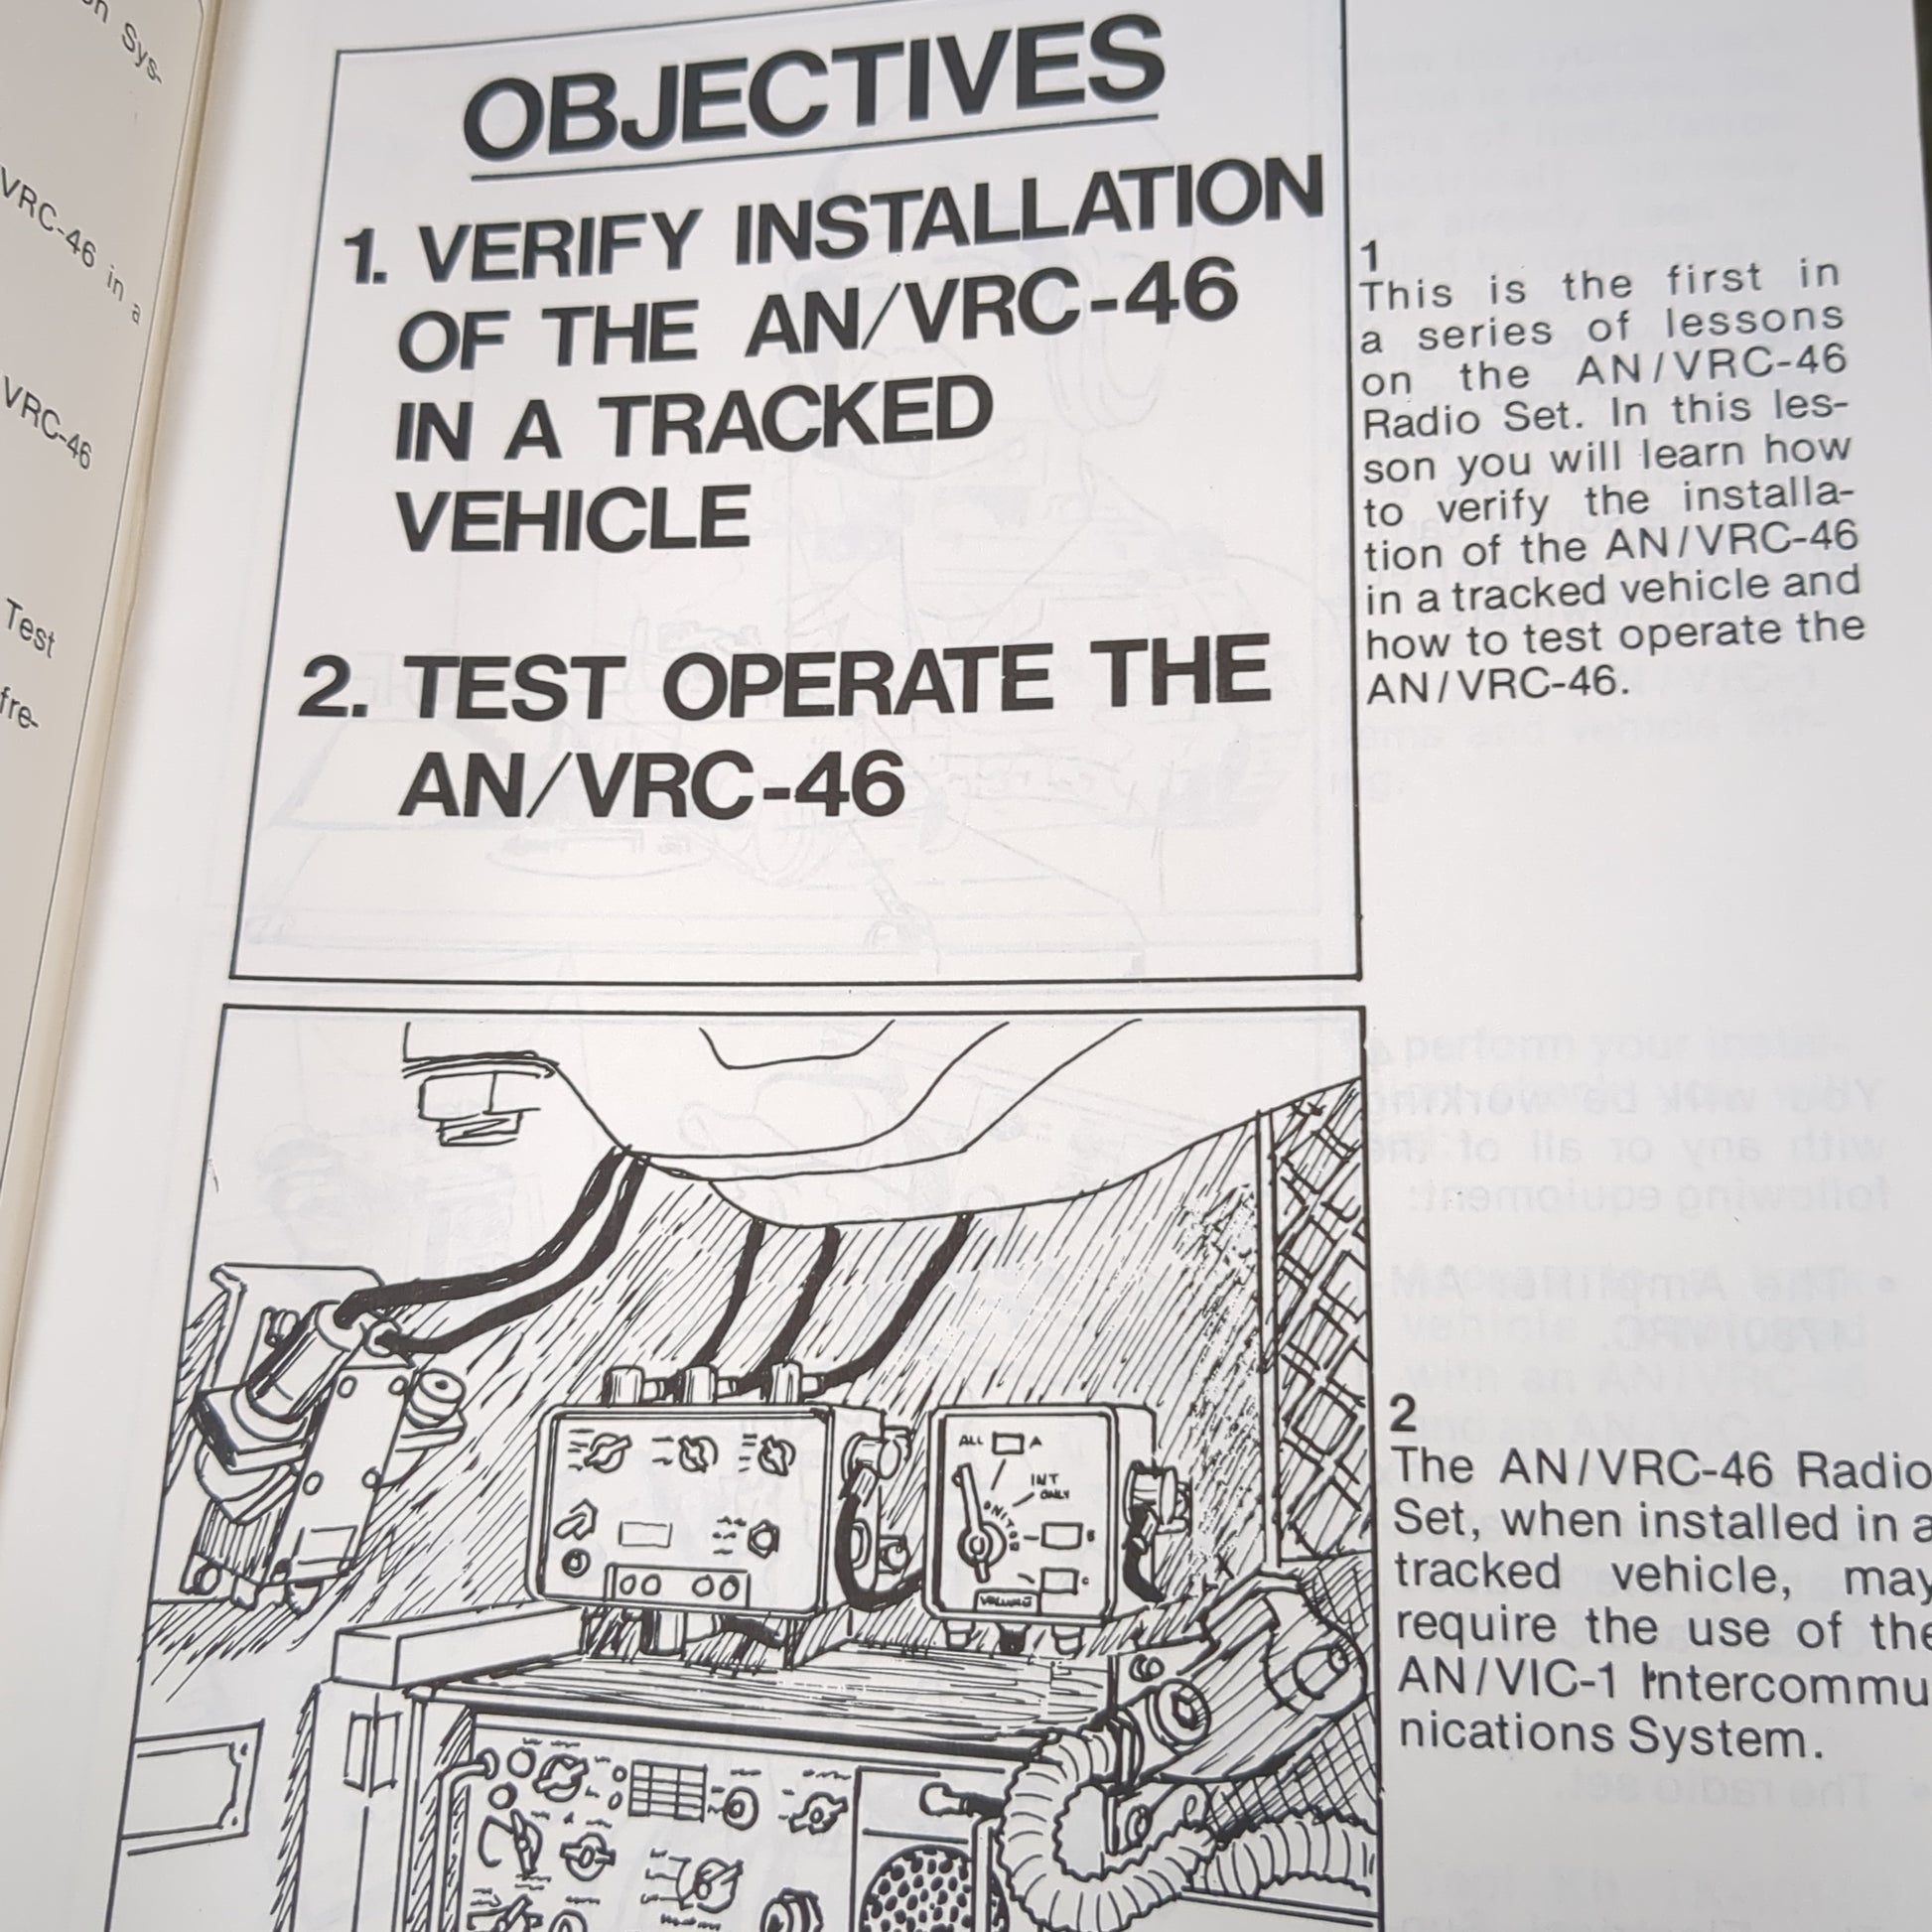 on Sys-
VRC-46 in a
VRC-46
Test
fre-
OBJECTIVES
1. VERIFY INSTALLATION
OF THE AN/VRC-46
IN A TRACKED
VEHICLE
2. TEST OPERATE THE
AN/VRC-46
1
This is the first in
a series of lessons
on the AN/VRC-46
Radio Set. In this les-
son you will learn how
to verify the installa-
tion of the AN/VRC-46
in a tracked vehicle and
how to test operate the
AN/VRC-46.
ALL A
INT
ONLY
B
C
VOLUME
2
The AN/VRC-46 Radio
Set, when installed in a
tracked vehicle, may
require the use of the
AN/VIC-1 Intercommu
nications System.